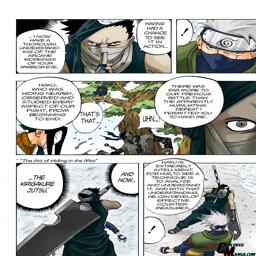 HAVING
HAD A
CHANCE
TO SEE
IT IN
ACTION...
...I NOW
HAVE A
THOROUGH
UNDERSTAND-
ING OF THE
ARCANE
WORKINGS
OF YOUR
MIRROR EYE.
HAKU,
WHO WAS
HIDING NEARBY,
OBSERVED AND
STUDIED EVERY
ASPECT OF OUR
FIGHT, FROM
BEGINNING
TO END.
THERE WAS
FAR MORE TO
OUR PREVIOUS
BATTLE THAN
THE APPARENTLY
HUMILIATING
DEFEAT I
PERMITTED YOU
TO HAND ME.
UHN...
THAT'S...
THAT...
"The Art of Hiding in the Mist"
HAKU IS
EXTREMELY
INTELLIGENT.
FOR HIM, TO SEE A
TECHNIQUE IS
TO ANALYZE
AND UNDERSTAND
IT. AND WITH THAT
UNDERSTANDING,
HE CAN DEVELOP
EFFECTIVE
COUNTER-
MEASURES.
AND
NOW...
...THE
KIRIGAKURE
JUTSU.*